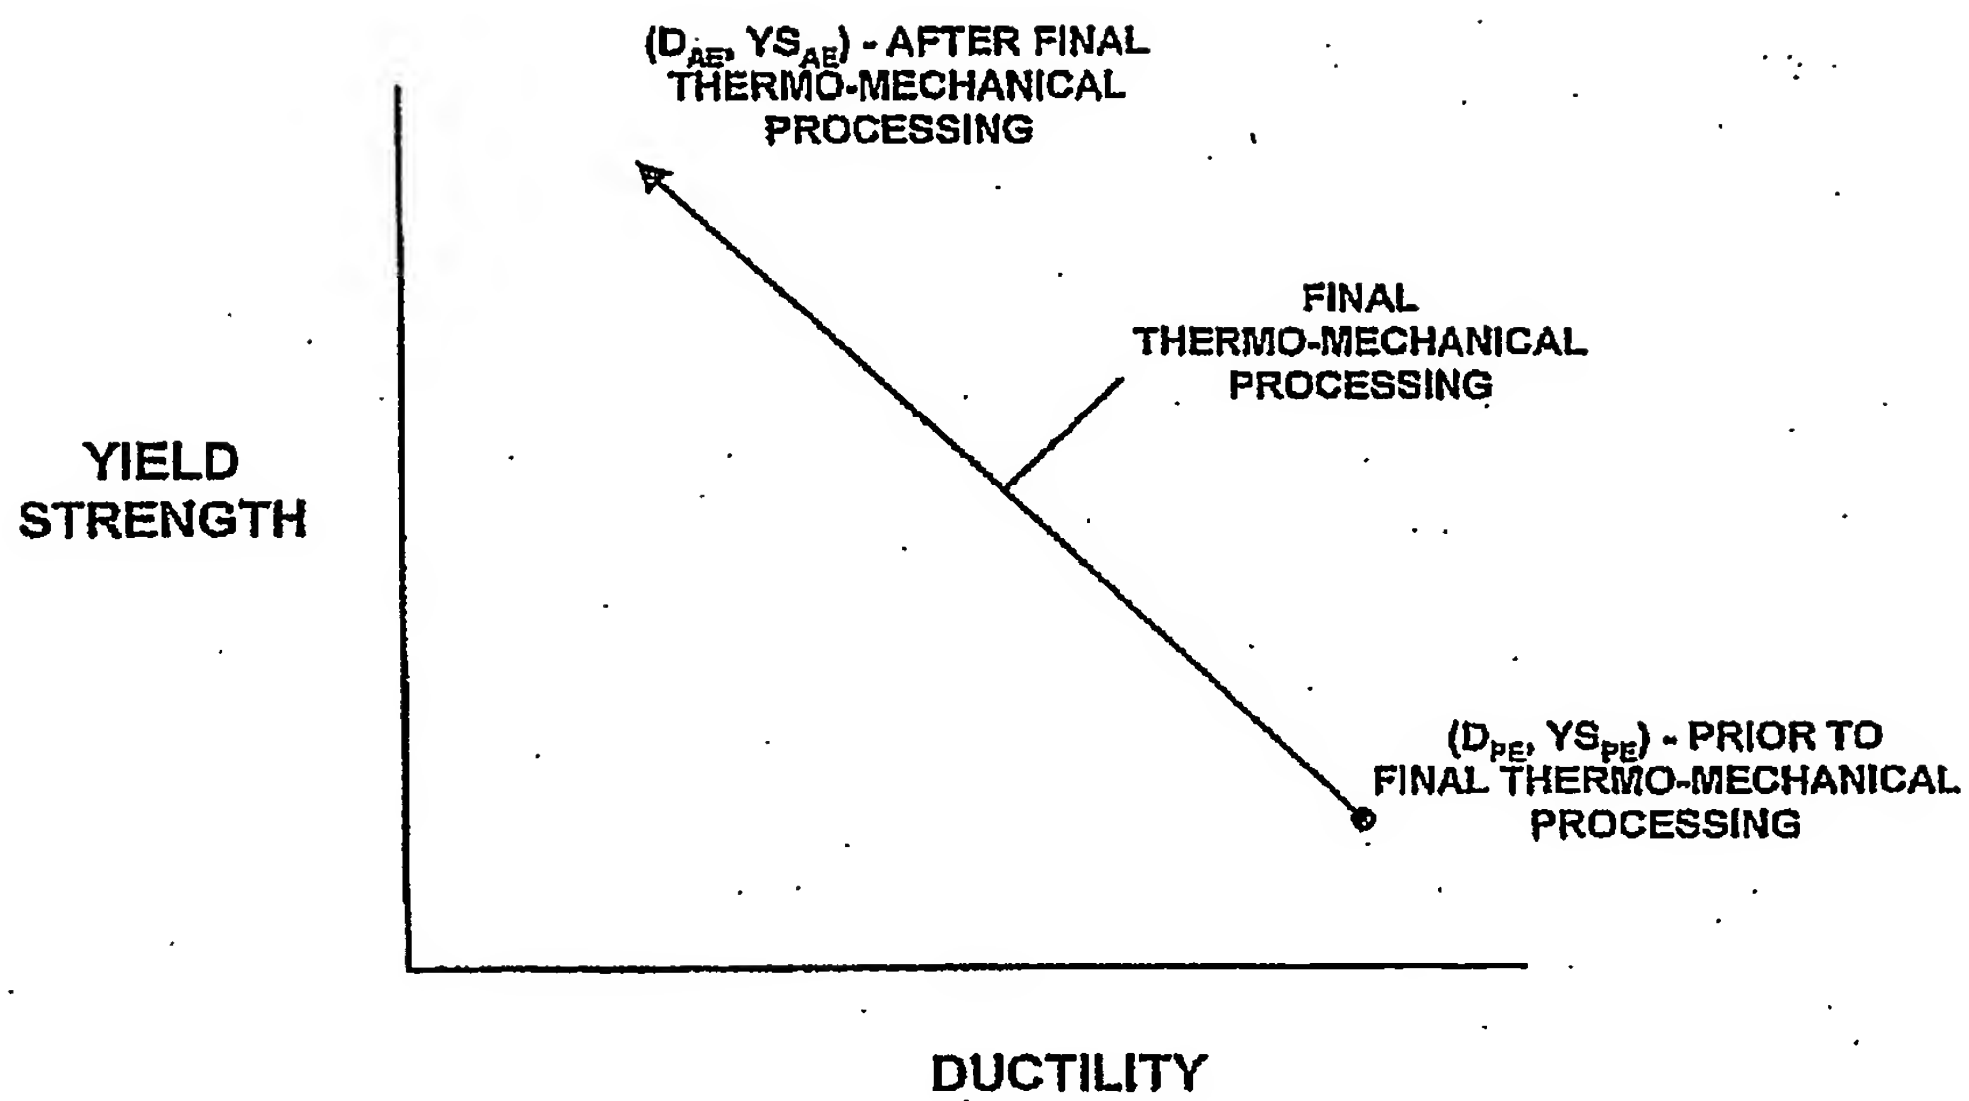 (D_AE, YS_AE) - AFTER FINAL
THERMO-MECHANICAL
PROCESSING
FINAL
THERMO-MECHANICAL
PROCESSING
YIELD
STRENGTH
(D_PE, YS_PE) - PRIOR TO
FINAL THERMO-MECHANICAL
PROCESSING
DUCTILITY